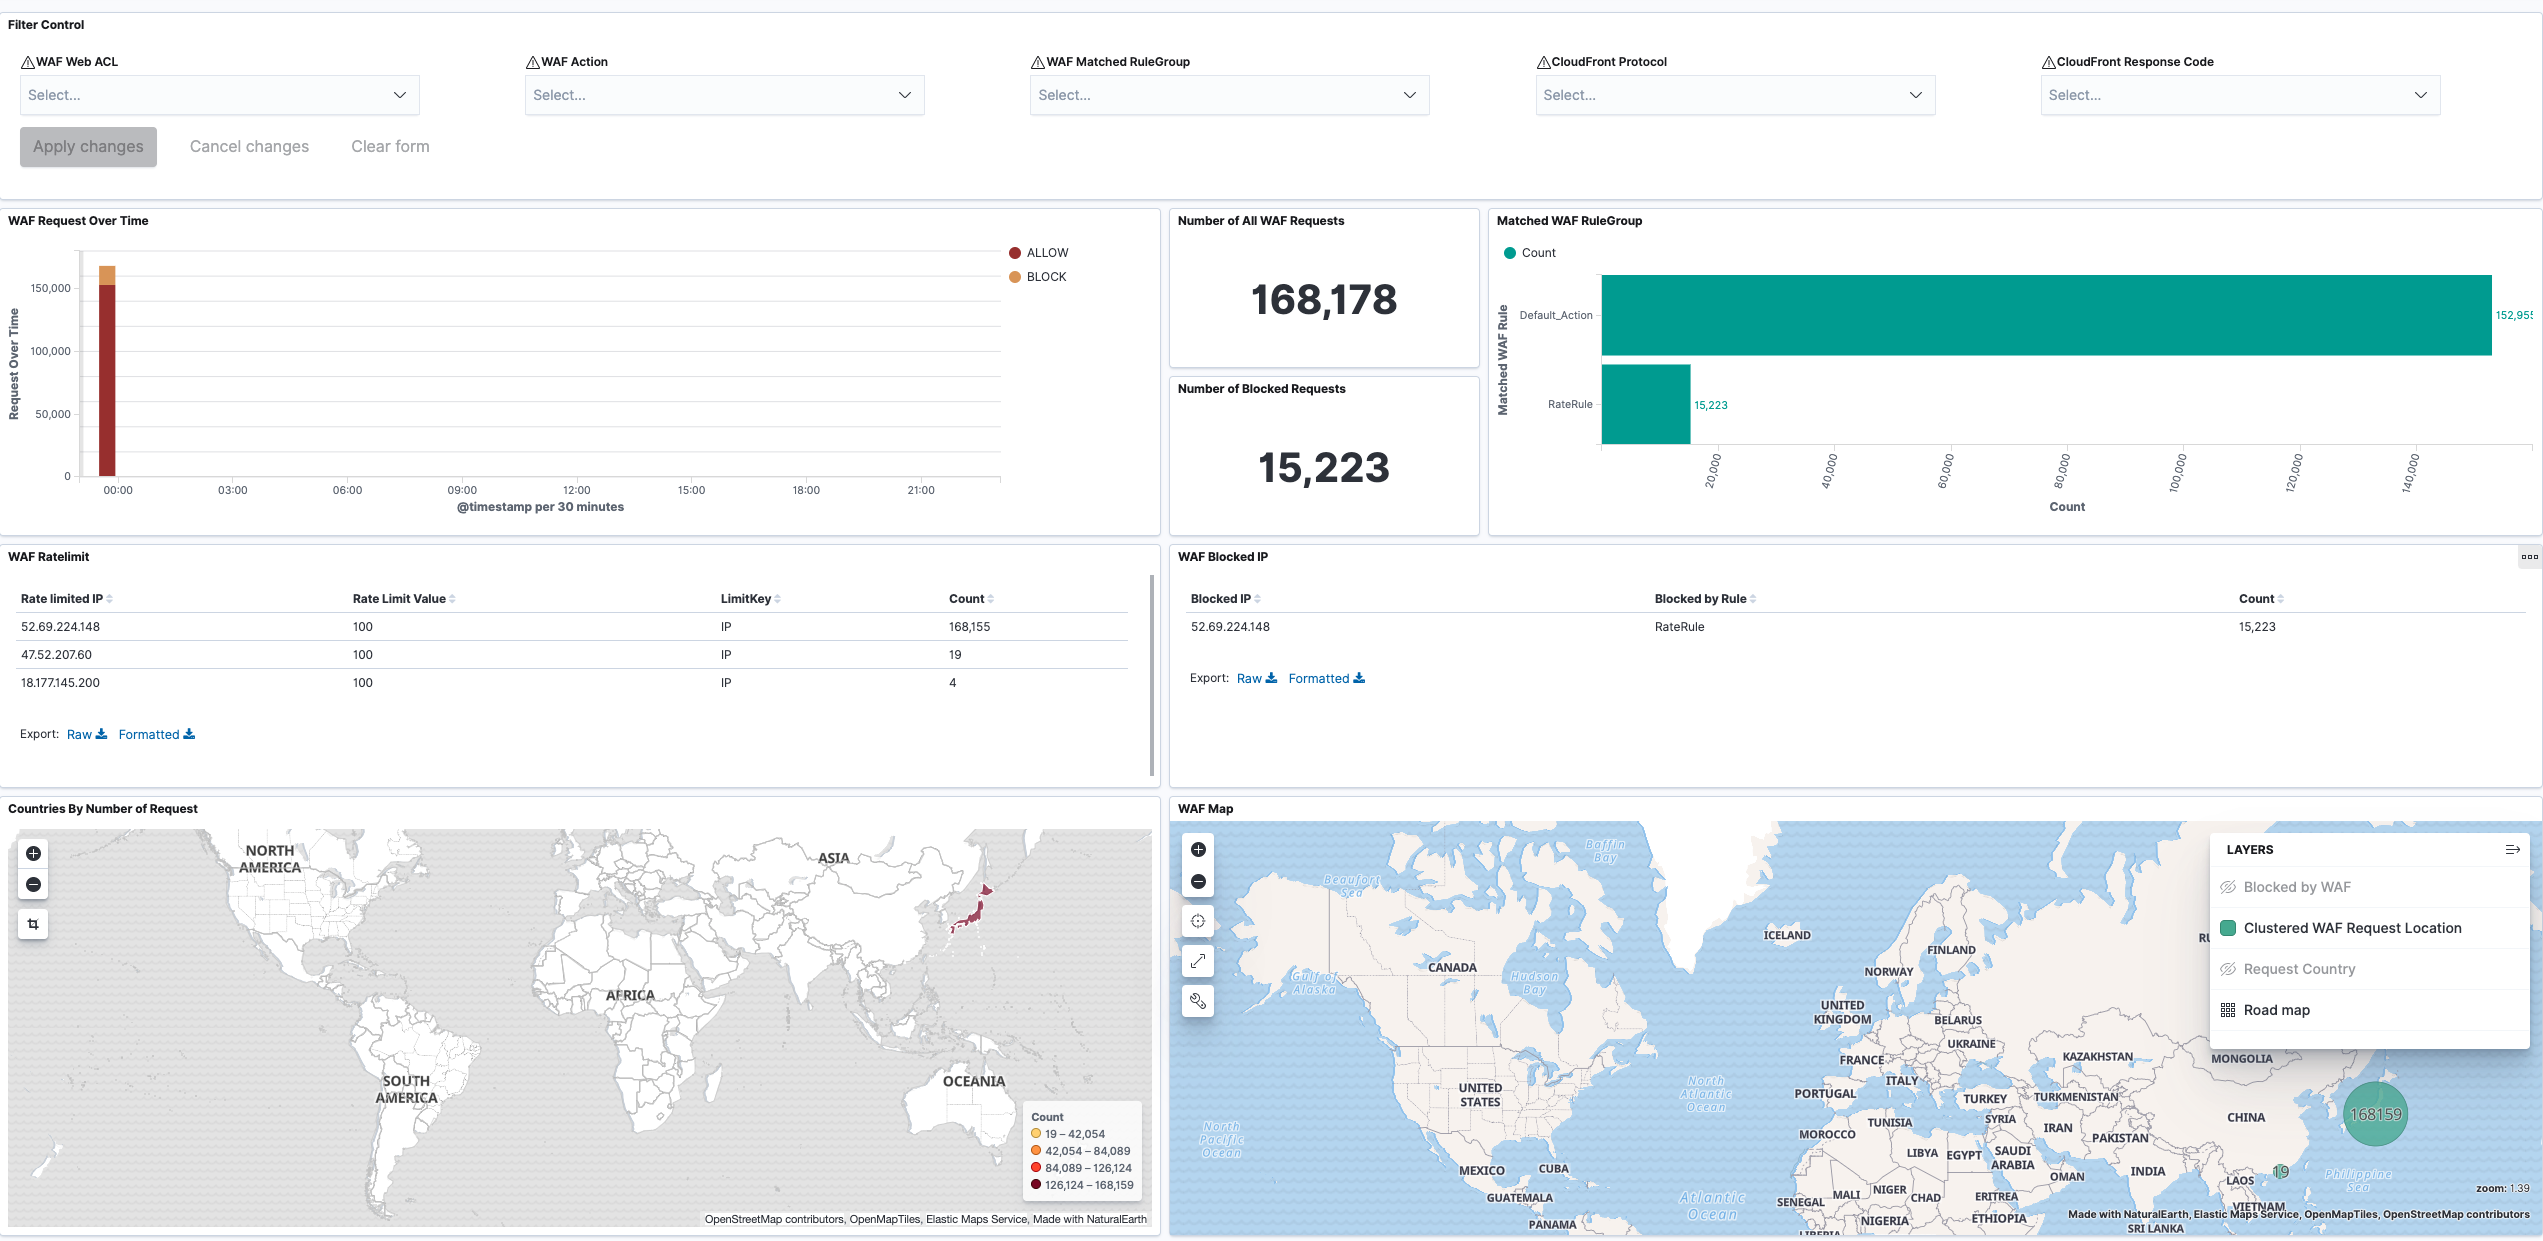 Filter Control
WAF Web ACL
WAF Action
WAF Matched RuleGroup
CloudFront Protocol
CloudFront Response Code
Select...
Select...
Select...
Select...
Select...
Apply changes
Cancel changes
Clear form
WAF Request Over Time
Request Over Time
150,000
100,000
50,000
0
00:00
03:00
06:00
09:00
12:00
15:00
18:00
21:00
@timestamp per 30 minutes
ALLOW
BLOCK
Number of All WAF Requests
168,178
Number of Blocked Requests
15,223
Matched WAF RuleGroup
Count
Matched WAF Rule
Default_Action
152,955
RateRule
15,223
20,000
40,000
60,000
80,000
100,000
120,000
140,000
Count
WAF Ratelimit
Rate limited IP Rate Limit Value LimitKey Count
52.69.224.148 100 IP 168,155
47.52.207.60 100 IP 19
18.177.145.200 100 IP 4
Export: Raw Formatted
WAF Blocked IP
Blocked IP Blocked by Rule Count
52.69.224.148 RateRule 15,223
Export: Raw Formatted
Countries By Number of Request
NORTH
AMERICA
ASIA
AFRICA
SOUTH
AMERICA
OCEANIA
Count
19 – 42,054
42,054 – 84,089
84,089 – 126,124
126,124 – 168,159
OpenStreetMap contributors, OpenMapTiles, Elastic Maps Service, Made with NaturalEarth
WAF Map
LAYERS
Blocked by WAF
Clustered WAF Request Location
Request Country
Road map
Baffin
Bay
Beaufort
Sea
ICELAND
FINLAND
RU
CANADA
Hudson
Bay
Gulf of
Alaska
NORWAY
UNITED
KINGDOM
BELARUS
UKRAINE
FRANCE
KAZAKHSTAN
MONGOLIA
ITALY
UNITED
STATES
North
Atlantic
Ocean
PORTUGAL
TURKEY
TURKMENISTAN
168159
CHINA
SYRIA
TUNISIA
IRAN
North
Pacific
Ocean
MOROCCO
PAKISTAN
LIBYA
EGYPT
SAUDI
ARABIA
MEXICO
CUBA
INDIA
19
OMAN
LAOS
Philippine
Sea
GUATEMALA
Atlantic
Ocean
SENEGAL
MALI
NIGER
CHAD
ERITREA
zoom: 1.39
VIETNAM
PANAMA
NIGERIA
ETHIOPIA
SRI LANKA
LIBERIA
Made with NaturalEarth, Elastic Maps Service, OpenMapTiles, OpenStreetMap contributors